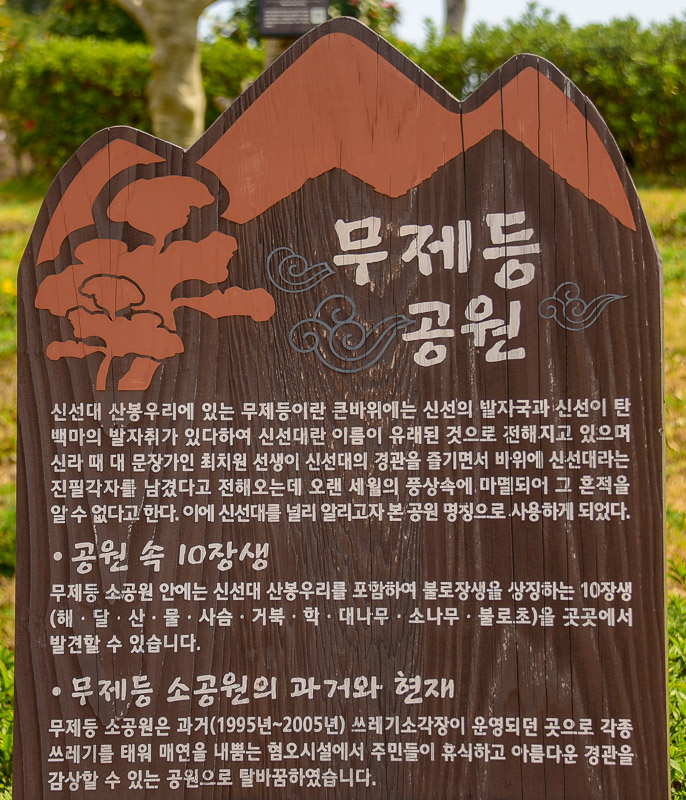 무제등
공원
신선대 산봉우리에 있는 무제등이란 큰바위에는 신선의 발자국과 신선이 탄
백마의 발자취가 있다하여 신선대란 이름이 유래된 것으로 전해지고 있으며
신라 때 대 문장가인 최치원 선생이 신선대의 경관을 즐기면서 바위에 신선대라는
진필각자를 남겼다고 전해오는데 오랜 세월의 풍상속에 마멸되어 그 흔적을
알 수 없다고 한다. 이에 신선대를 널리 알리고자 본 공원 명칭으로 사용하게 되었다.
• 공원 속 10장생
무제등 소공원 안에는 신선대 산봉우리를 포함하여 불로장생을 상징하는 10장생
(해 · 달 · 산 · 물 · 사슴 · 거북 · 학 · 대나무 · 소나무 · 불로초)을 곳곳에서
발견할 수 있습니다.
• 무제등 소공원의 과거와 현재
무제등 소공원은 과거(1995년~2005년) 쓰레기소각장이 운영되던 곳으로 각종
쓰레기를 태워 매연을 내뿜는 혐오시설에서 주민들이 휴식하고 아름다운 경관을
감상할 수 있는 공원으로 탈바꿈하였습니다.